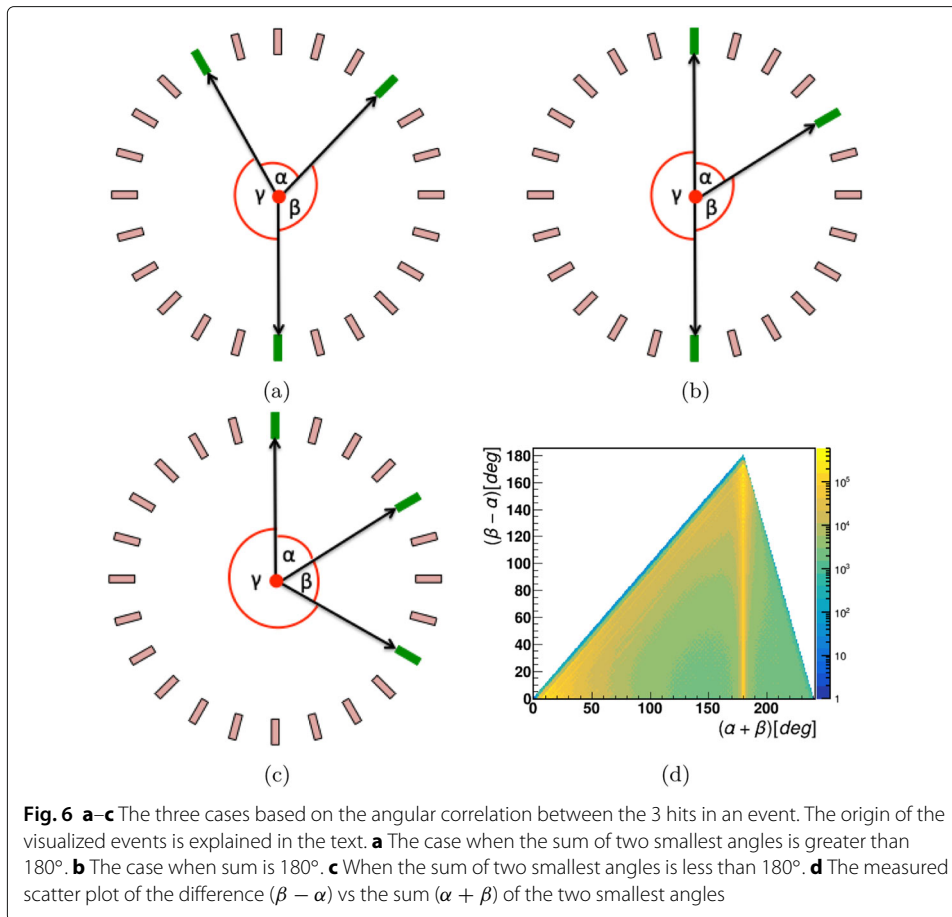 α
γ
β
(a)
α
γ
β
(b)
α
γ
β
(c)
(β − α)[deg]
180
160
140
120
100
80
60
40
20
0
0 50 100 150 200
(α + β)[deg]
10⁵
10⁴
10³
10²
10
1
(d)
Fig. 6 a–c The three cases based on the angular correlation between the 3 hits in an event. The origin of the
visualized events is explained in the text. a The case when the sum of two smallest angles is greater than
180°. b The case when sum is 180°. c When the sum of two smallest angles is less than 180°. d The measured
scatter plot of the difference (β − α) vs the sum (α + β) of the two smallest angles